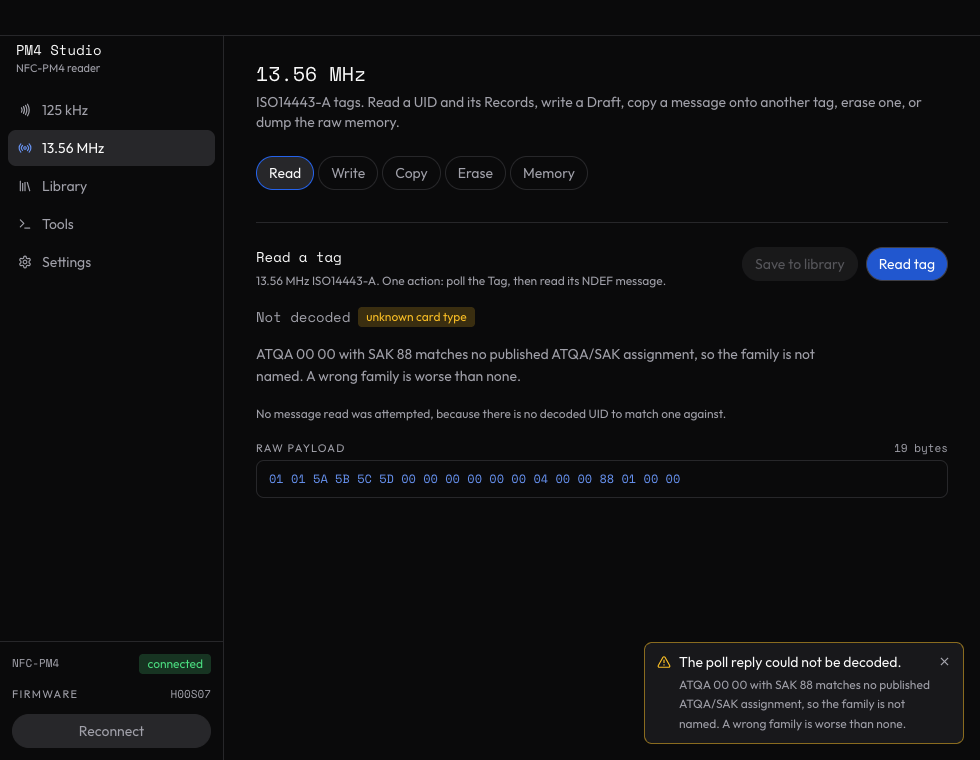 PM4 Studio
NFC-PM4 reader
125 kHz
13.56 MHz
Library
Tools
Settings
NFC-PM4
connected
FIRMWARE
H00S07
Reconnect
13.56 MHz
ISO14443-A tags. Read a UID and its Records, write a Draft, copy a message onto another tag, erase one, or
dump the raw memory.
Read
Write
Copy
Erase
Memory
Read a tag
13.56 MHz ISO14443-A. One action: poll the Tag, then read its NDEF message.
Save to library
Read tag
Not decoded
unknown card type
ATQA 00 00 with SAK 88 matches no published ATQA/SAK assignment, so the family is not
named. A wrong family is worse than none.
No message read was attempted, because there is no decoded UID to match one against.
RAW PAYLOAD
19 bytes
01 01 5A 5B 5C 5D 00 00 00 00 00 00 04 00 00 88 01 00 00
The poll reply could not be decoded.
ATQA 00 00 with SAK 88 matches no published
ATQA/SAK assignment, so the family is not
named. A wrong family is worse than none.